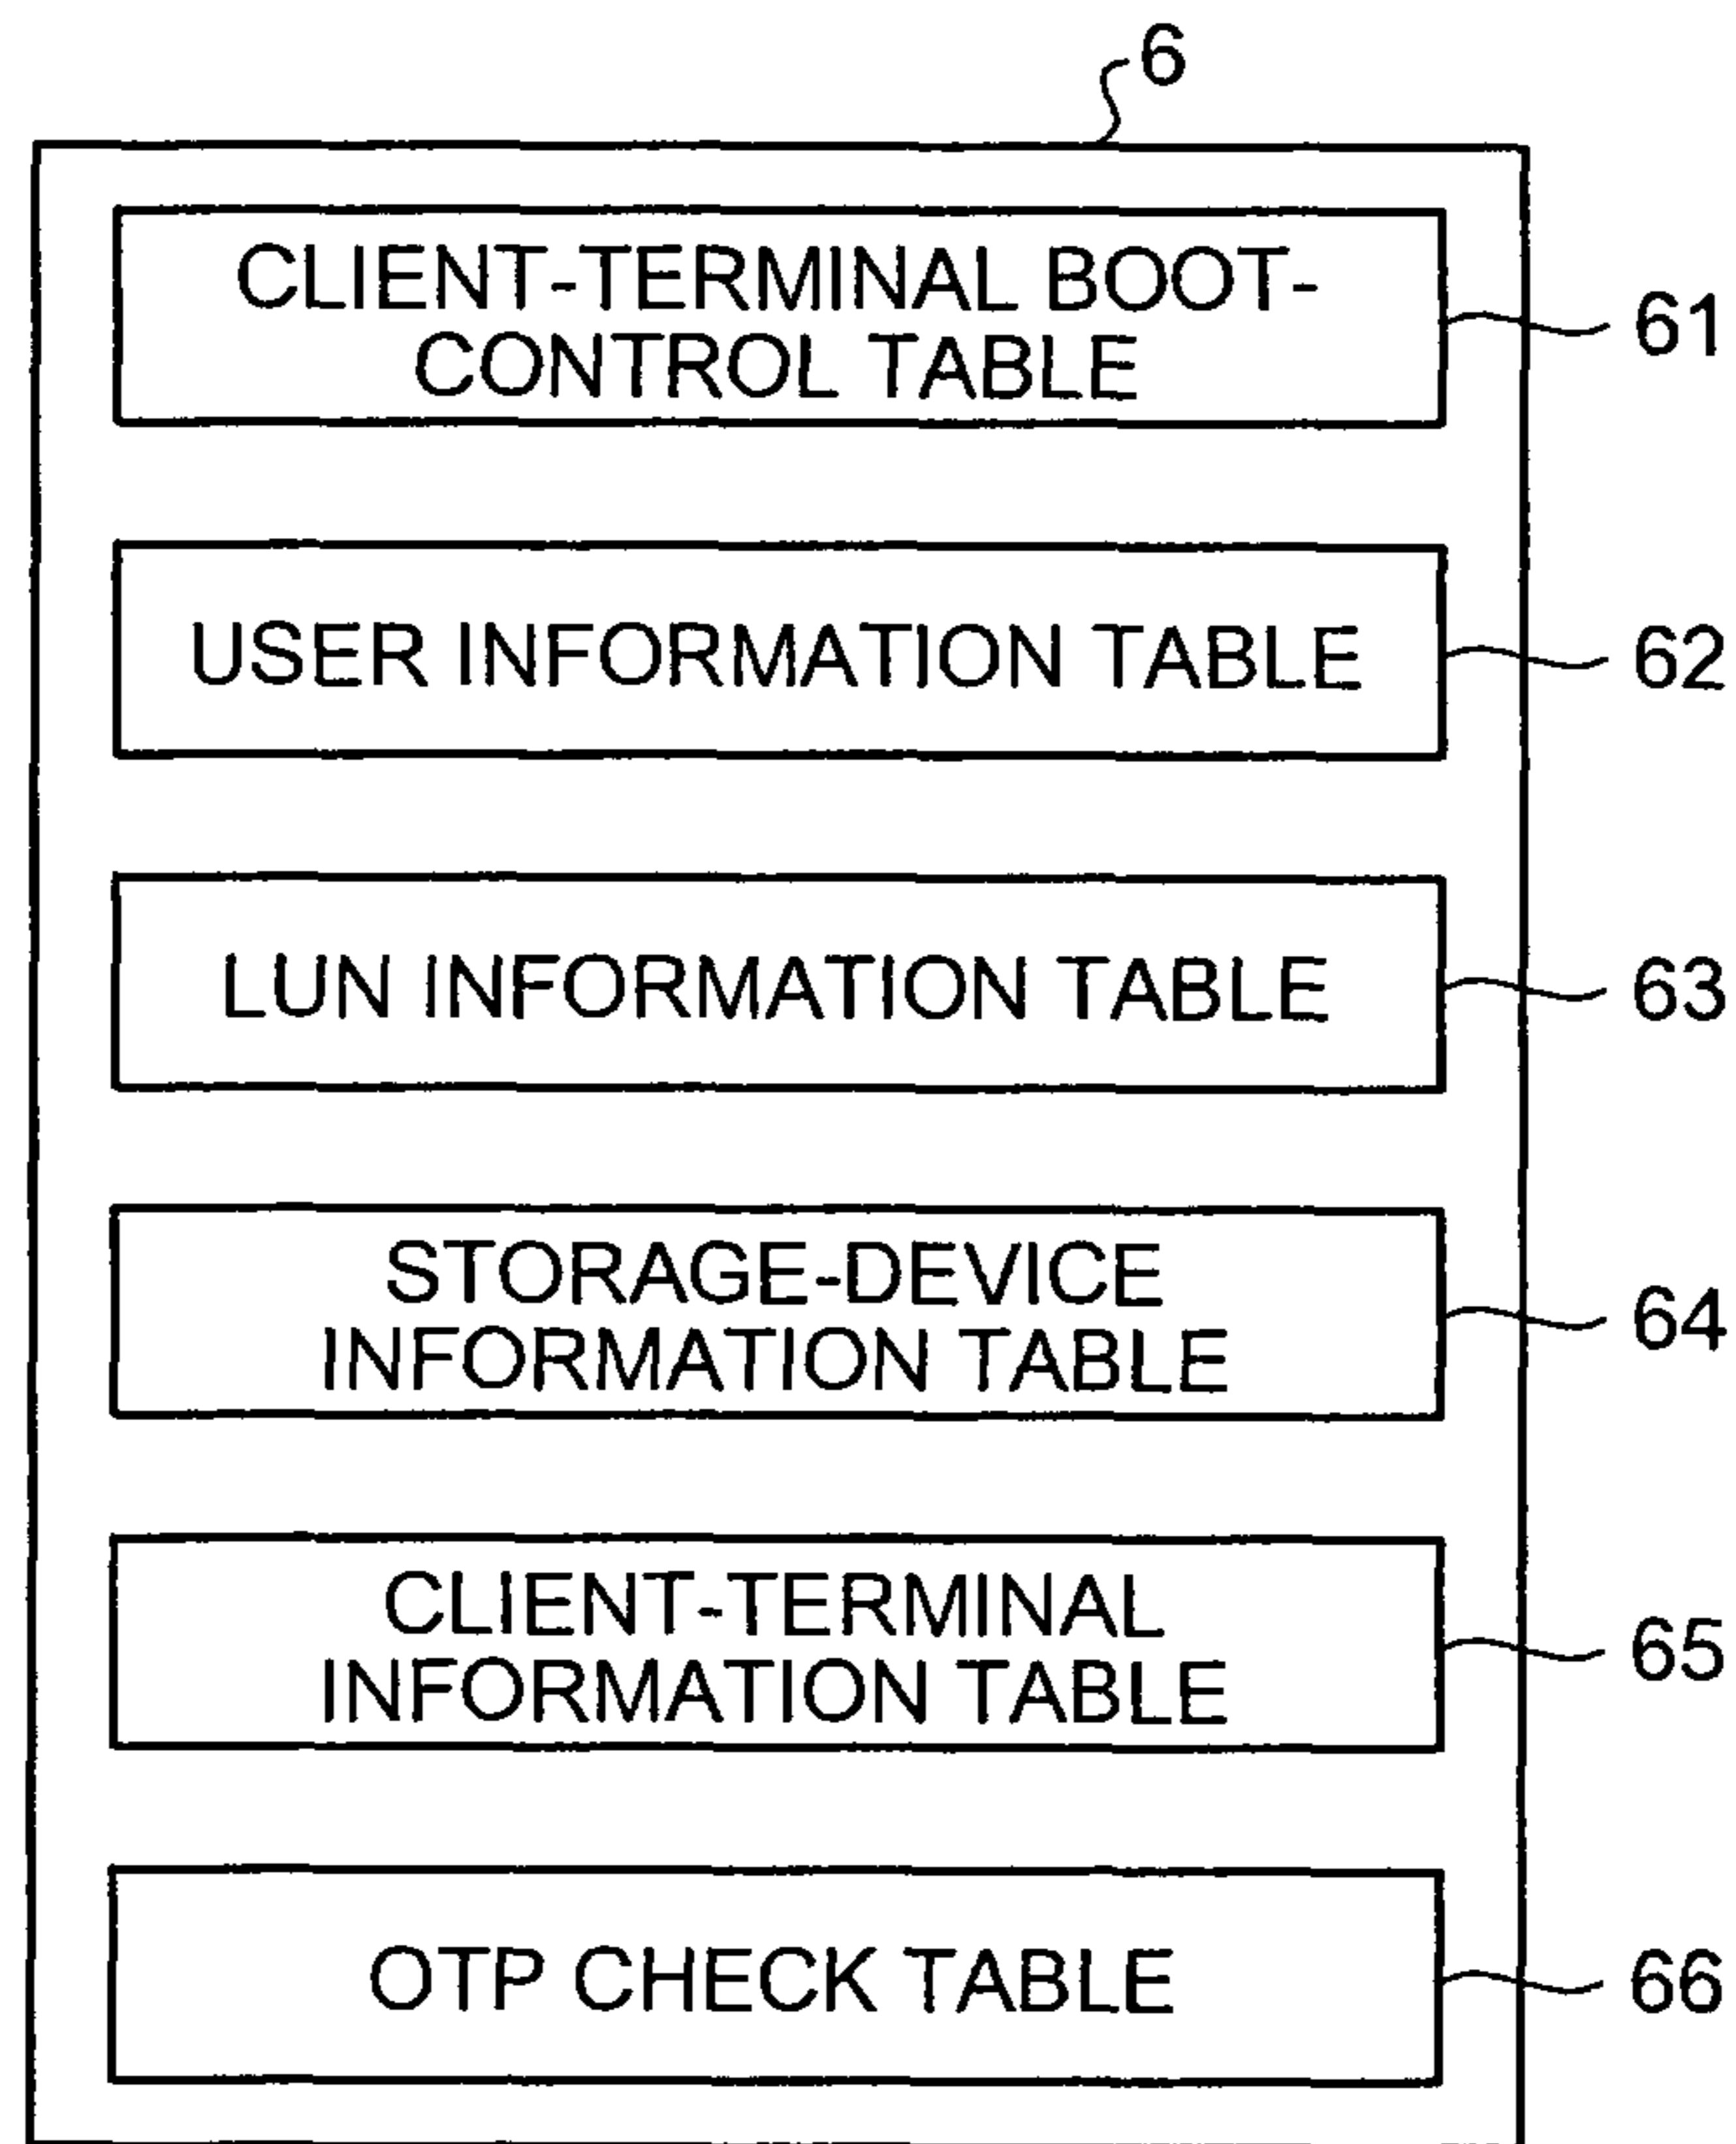 6
CLIENT-TERMINAL BOOT-
CONTROL TABLE
61
USER INFORMATION TABLE
62
LUN INFORMATION TABLE
63
STORAGE-DEVICE
INFORMATION TABLE
64
CLIENT-TERMINAL
INFORMATION TABLE
65
OTP CHECK TABLE
66